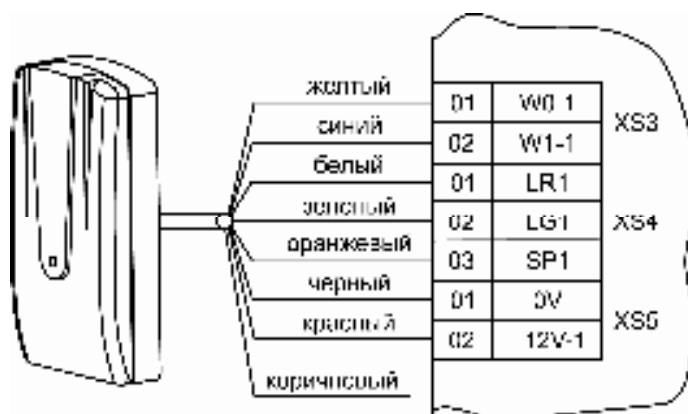 желтый
01 W0-1
синий
XS3
02 W1-1
белый
01 LR1
зеленый
02 LG1 XS4
оранжевый
03 SP1
черный
01 0V
красный
XS5
02 12V-1
коричневый